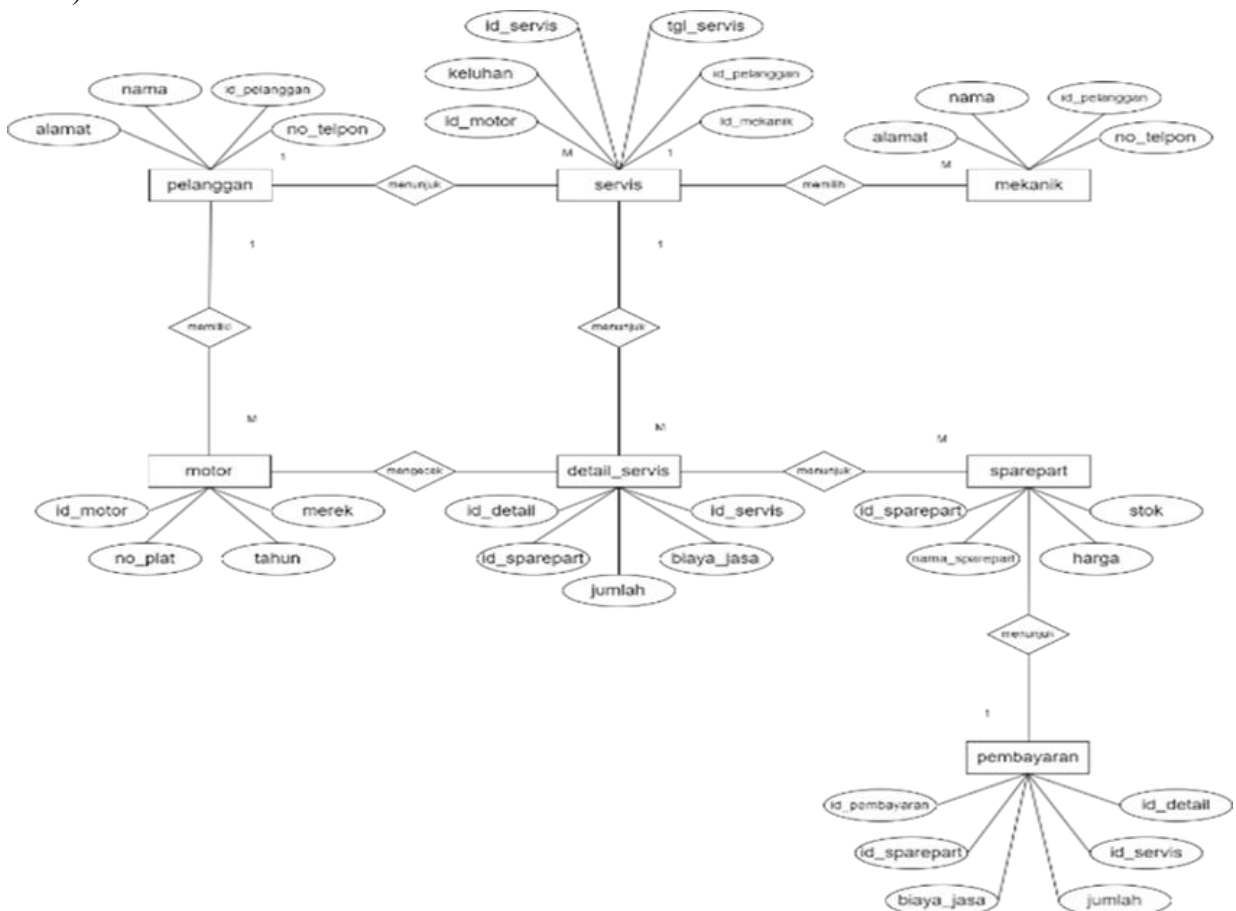 )
id_servis tgl_servis
keluhan id_pelanggan
nama id_pelanggan
nama id_pelanggan
id_motor id_mekanik
alamat no_telpon
alamat no_telpon
1 M 1 M
pelanggan menunjuk servis memilih mekanik
1 1
memiliki menunjuk
M M M M
motor mengecek detail_servis menunjuk sparepart
id_motor merek id_detail id_servis id_sparepart stok
no_plat tahun id_sparepart biaya_jasa nama_sparepart harga
jumlah
menunjuk
1
pembayaran
id_pembayaran id_detail
id_sparepart id_servis
biaya_jasa jumlah